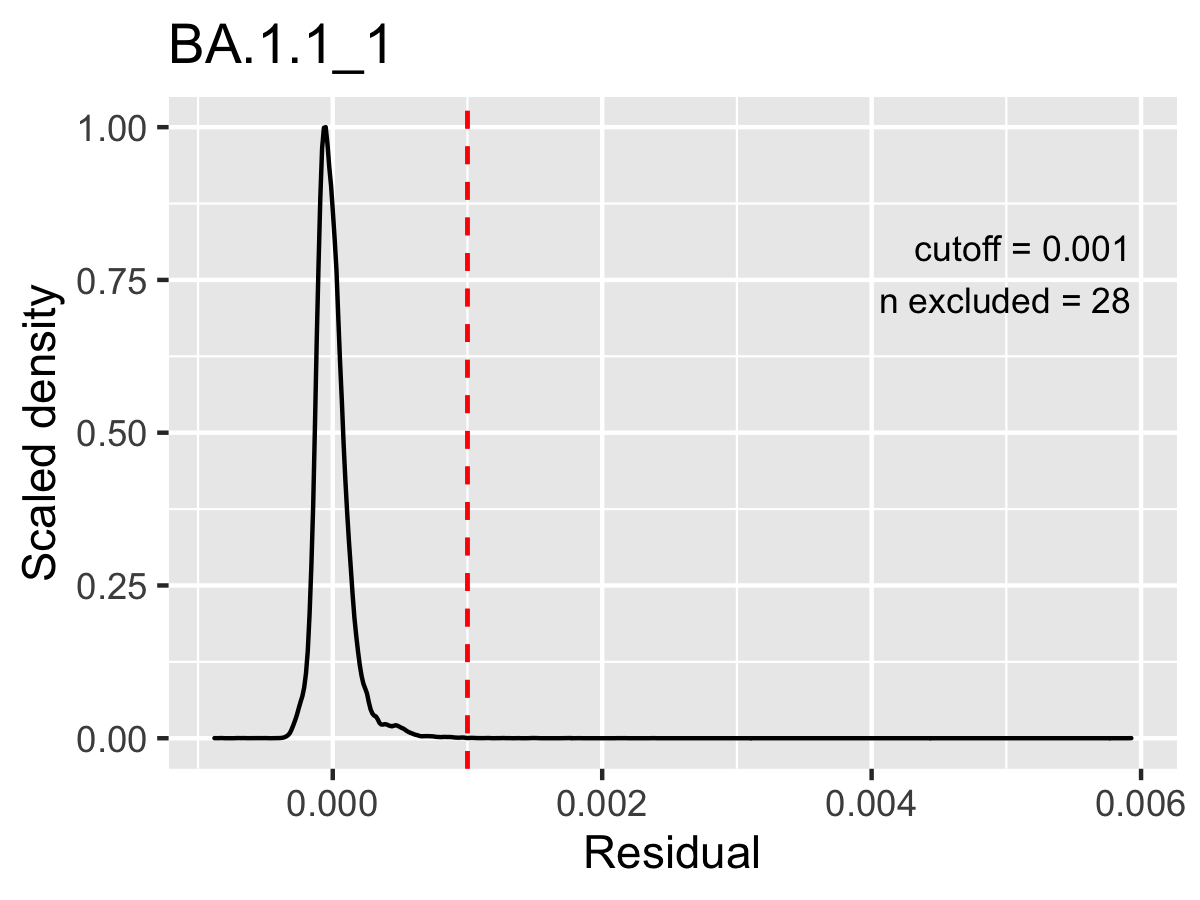 BA.1.1_1
1.00
0.75
0.50
0.25
0.00
Scaled density
cutoff = 0.001
n excluded = 28
0.000 0.002 0.004 0.006
Residual